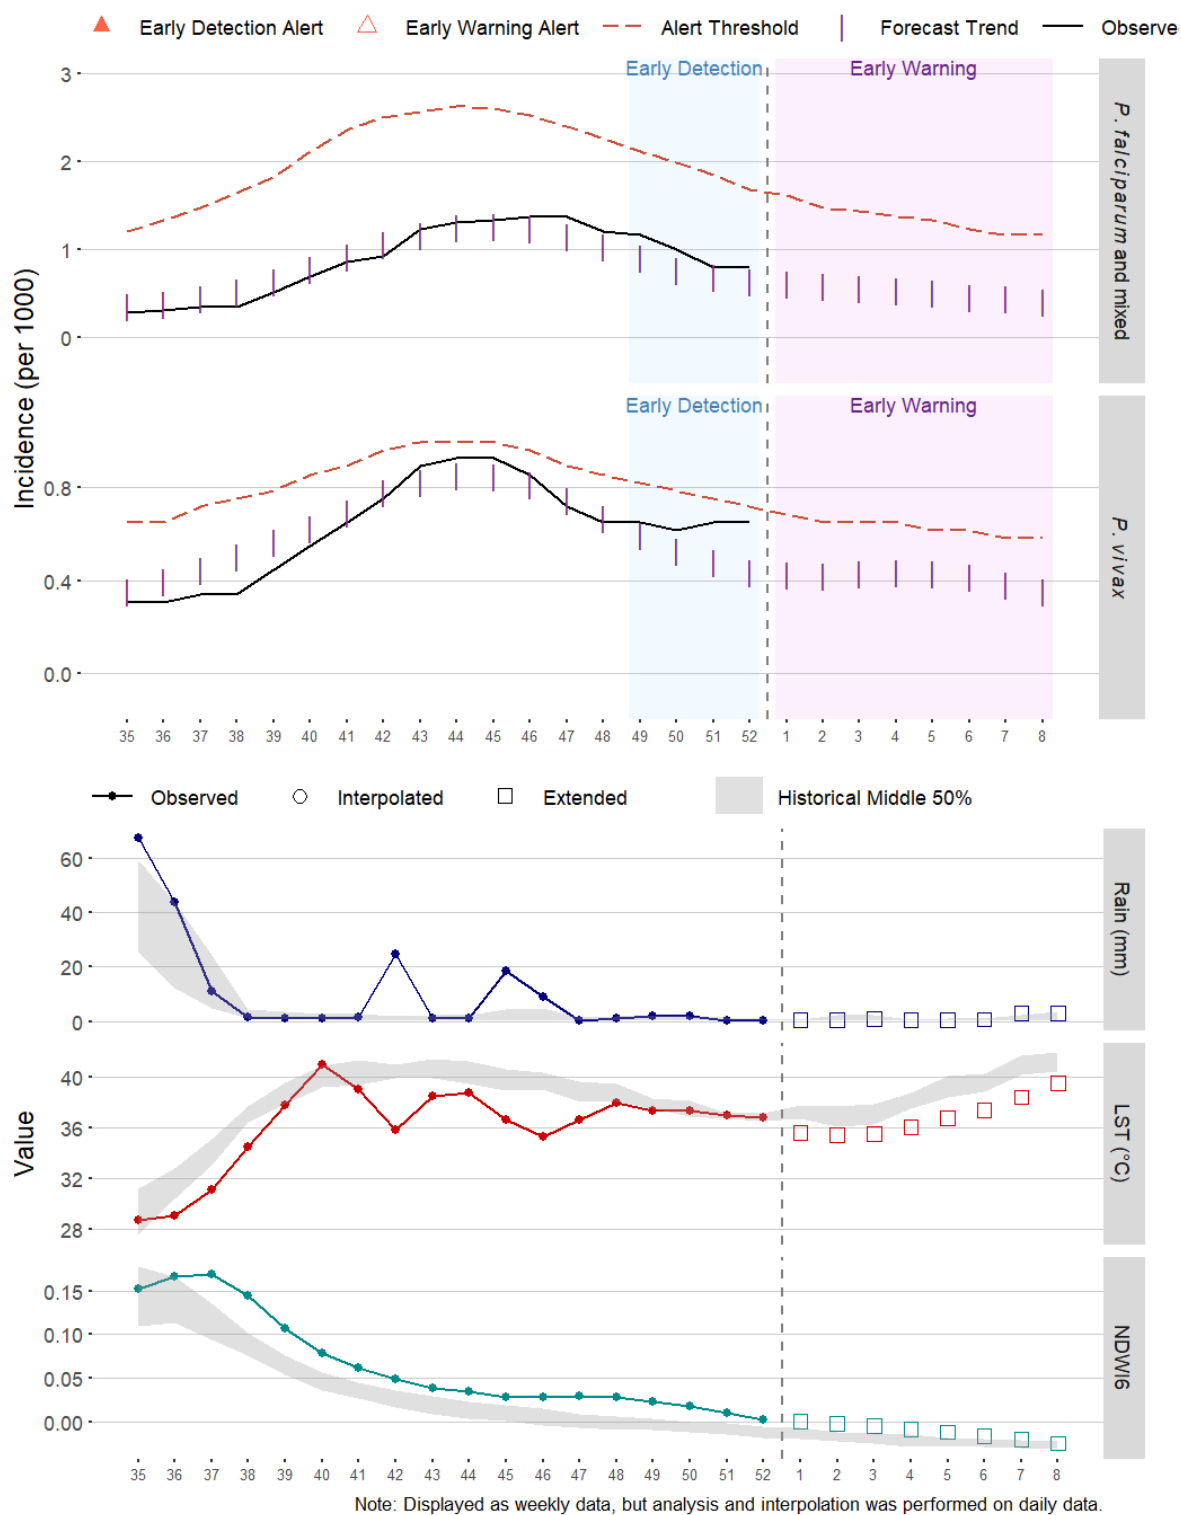 Early Detection Alert Early Warning Alert Alert Threshold Forecast Trend Observe
Early Detection Early Warning
3
2
1
0
P. falciparum and mixed
Incidence (per 1000)
Early Detection Early Warning
0.8
0.4
0.0
P. vivax
35 36 37 38 39 40 41 42 43 44 45 46 47 48 49 50 51 52 1 2 3 4 5 6 7 8
Observed Interpolated Extended Historical Middle 50%
60
40
20
0
Rain (mm)
40
36
32
28
LST (°C)
Value
0.15
0.10
0.05
0.00
NDWI6
35 36 37 38 39 40 41 42 43 44 45 46 47 48 49 50 51 52 1 2 3 4 5 6 7 8
Note: Displayed as weekly data, but analysis and interpolation was performed on daily data.